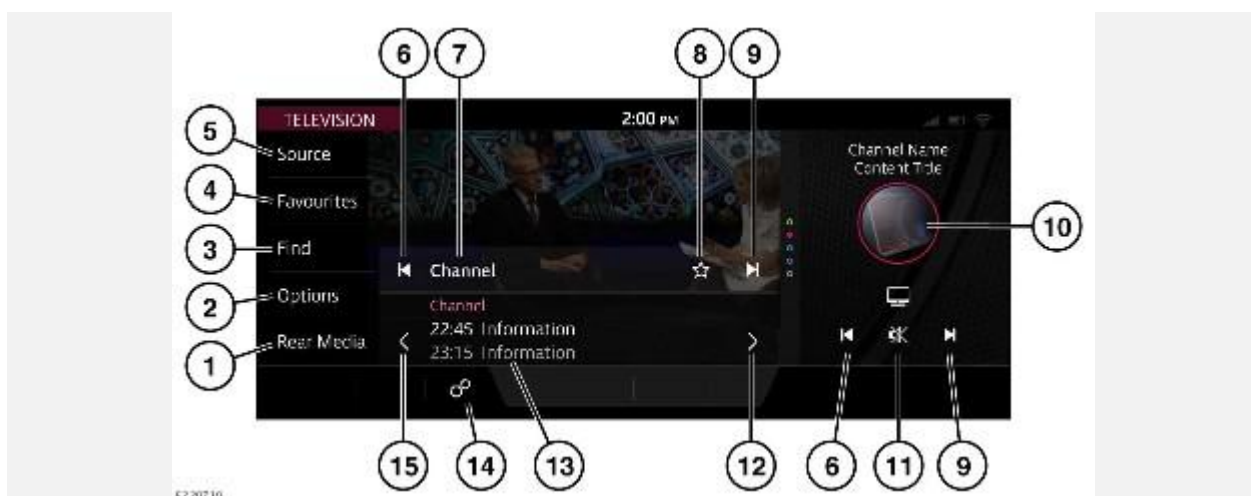 6 7 8 9
TELEVISION 2:00 PM
5 Source
Channel Name
Content Title
4 Favourites
10
3 Find
Channel
2 Options
Channel
22:45 Information
1 Rear Media
23:15 Information
15 14 13 12 6 11 9